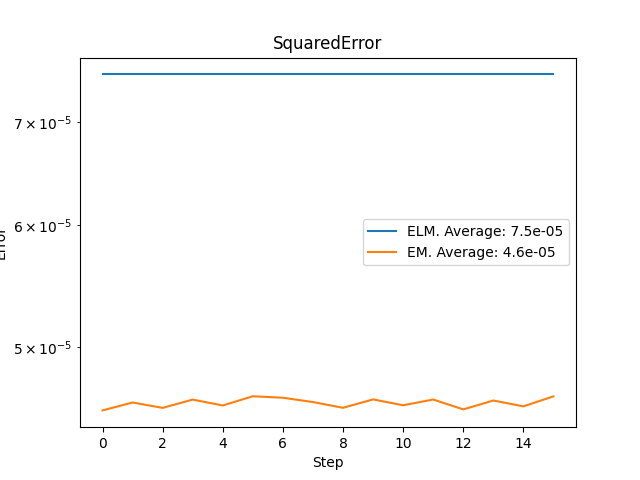 SquaredError
7 × 10⁻⁵
6 × 10⁻⁵
5 × 10⁻⁵
Error
ELM. Average: 7.5e-05
EM. Average: 4.6e-05
0 2 4 6 8 10 12 14
Step